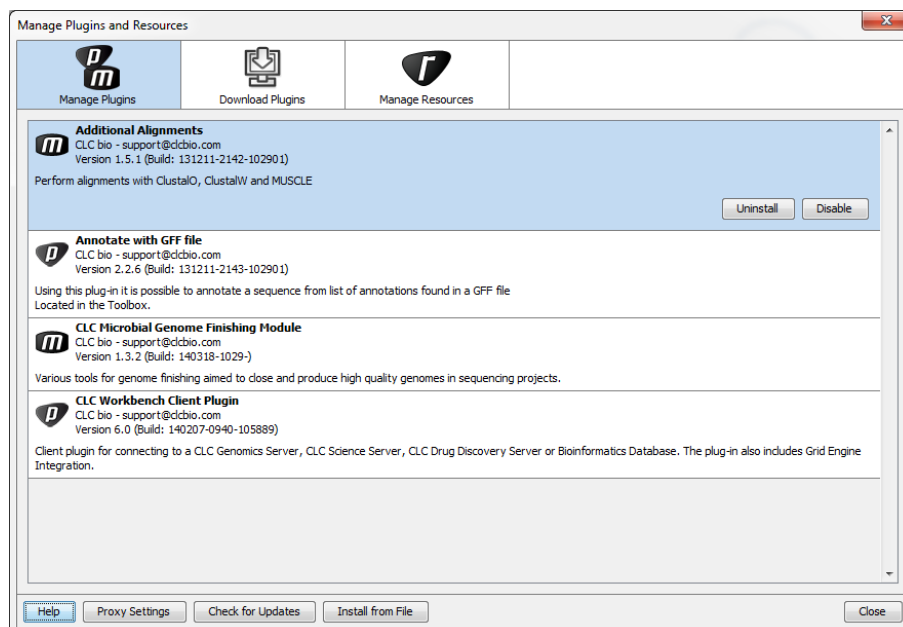 Manage Plugins and Resources
Manage Plugins
Download Plugins
Manage Resources
Additional Alignments
CLC bio - support@clcbio.com
Version 1.5.1 (Build: 131211-2142-102901)
Perform alignments with ClustalO, ClustalW and MUSCLE
Uninstall
Disable
Annotate with GFF file
CLC bio - support@clcbio.com
Version 2.2.6 (Build: 131211-2143-102901)
Using this plug-in it is possible to annotate a sequence from list of annotations found in a GFF file
Located in the Toolbox.
CLC Microbial Genome Finishing Module
CLC bio - support@clcbio.com
Version 1.3.2 (Build: 140318-1029-)
Various tools for genome finishing aimed to close and produce high quality genomes in sequencing projects.
CLC Workbench Client Plugin
CLC bio - support@clcbio.com
Version 6.0 (Build: 140207-0940-105889)
Client plugin for connecting to a CLC Genomics Server, CLC Science Server, CLC Drug Discovery Server or Bioinformatics Database. The plug-in also includes Grid Engine
Integration.
Help
Proxy Settings
Check for Updates
Install from File
Close